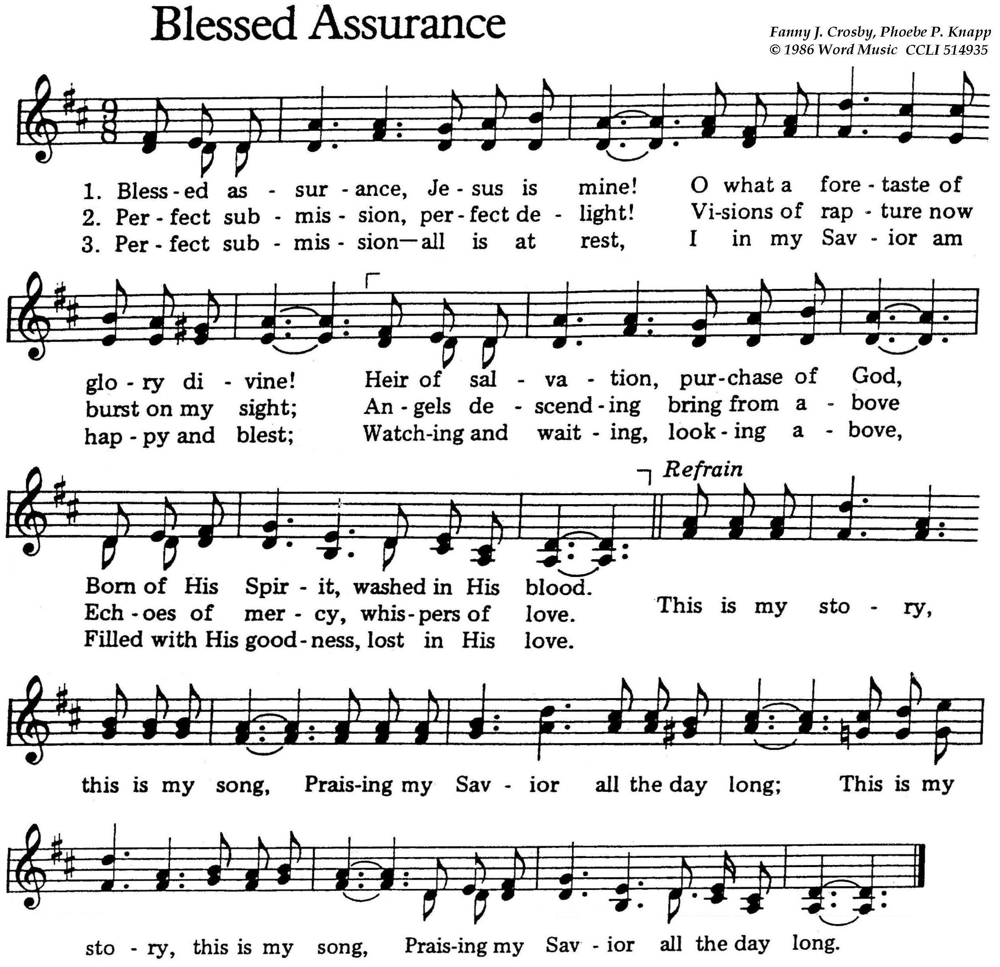 Blessed Assurance
Fanny J. Crosby, Phoebe P. Knapp
© 1986 Word Music CCLI 514935
1. Bless - ed as - sur - ance, Je - sus is mine! O what a fore - taste of
2. Per - fect sub - mis - sion, per - fect de - light! Vi-sions of rap - ture now
3. Per - fect sub - mis - sion—all is at rest, I in my Sav - ior am
glo - ry di - vine! Heir of sal - va - tion, pur-chase of God,
burst on my sight; An - gels de - scend - ing bring from a - bove
hap - py and blest; Watch-ing and wait - ing, look - ing a - bove,
Refrain
Born of His Spir - it, washed in His blood.
Ech - oes of mer - cy, whis-pers of love.
Filled with His good-ness, lost in His love.
This is my sto - ry,
this is my song, Prais-ing my Sav - ior all the day long; This is my
sto - ry, this is my song, Prais-ing my Sav - ior all the day long.